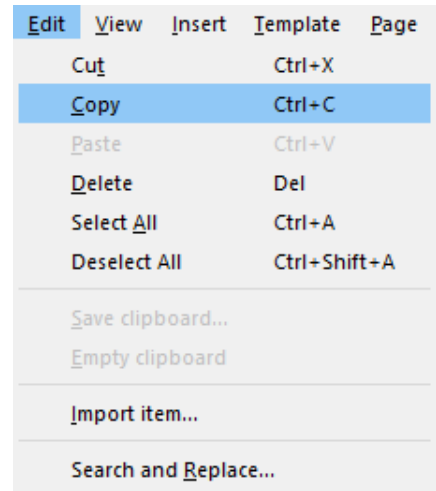 Edit View Insert Template Page
Cut Ctrl+X
Copy Ctrl+C
Paste Ctrl+V
Delete Del
Select All Ctrl+A
Deselect All Ctrl+Shift+A
Save clipboard...
Empty clipboard
Import item...
Search and Replace...